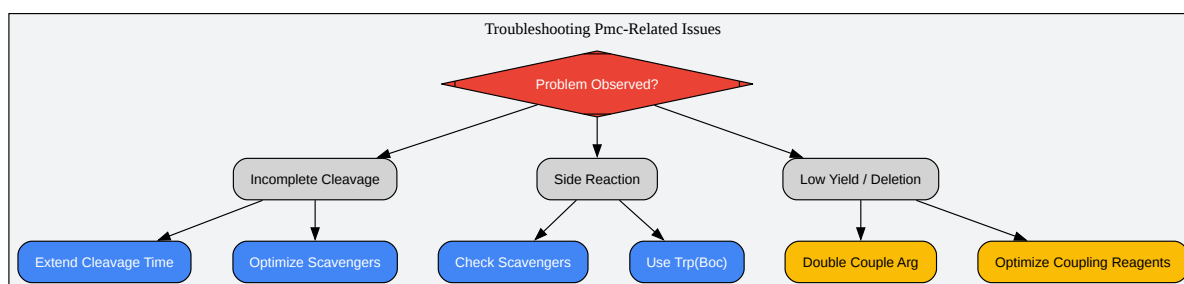 Troubleshooting Pmc-Related Issues
Problem Observed?
Incomplete Cleavage
Side Reaction
Low Yield / Deletion
Extend Cleavage Time
Optimize Scavengers
Check Scavengers
Use Trp(Boc)
Double Couple Arg
Optimize Coupling Reagents